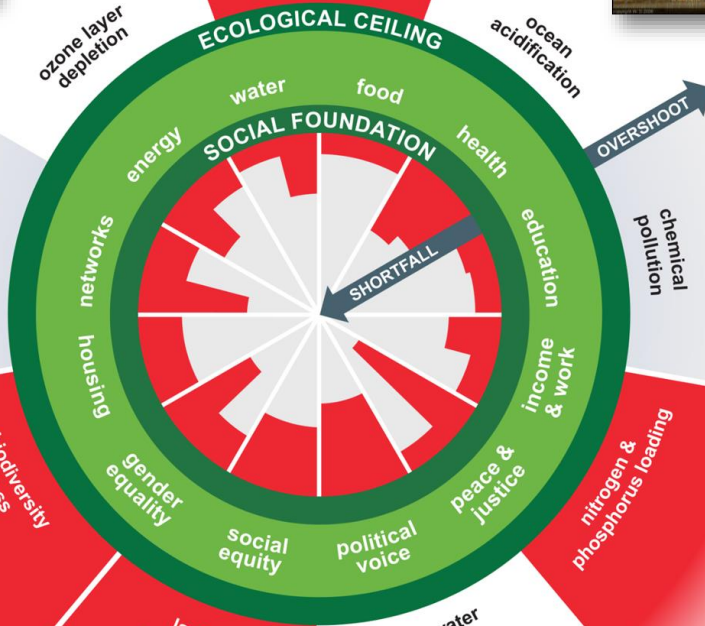 ozone layer
depletion
ECOLOGICAL CEILING
ocean
acidification
OVERSHOOT
water
food
energy
SOCIAL FOUNDATION
health
networks
education
chemical
pollution
SHORTFALL
housing
income
& work
gender
equality
peace &
justice
nitrogen &
phosphorus loading
social
equity
political
voice